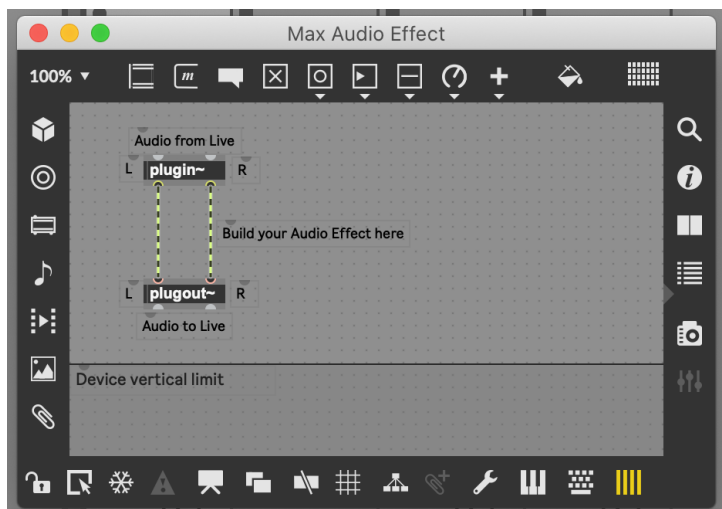 Max Audio Effect
100%
m
Audio from Live
L plugin~ R
Build your Audio Effect here
L plugout~ R
Audio to Live
Device vertical limit